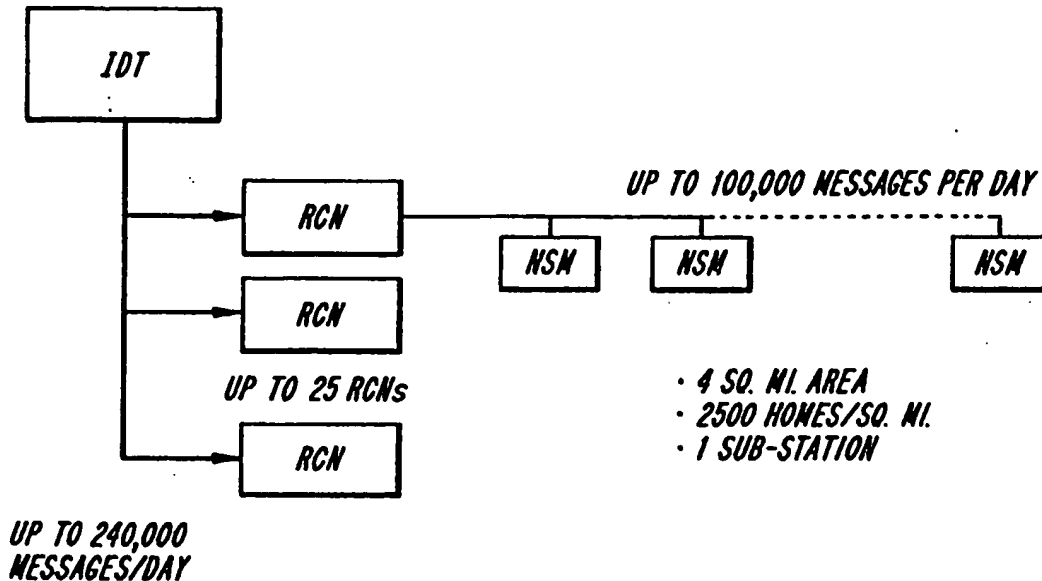 IDT
RCN
UP TO 100,000 MESSAGES PER DAY
NSM
NSM
NSM
RCN
UP TO 25 RCNs
RCN
· 4 SQ. MI. AREA
· 2500 HOMES/SQ. MI.
· 1 SUB-STATION
UP TO 240,000
MESSAGES/DAY